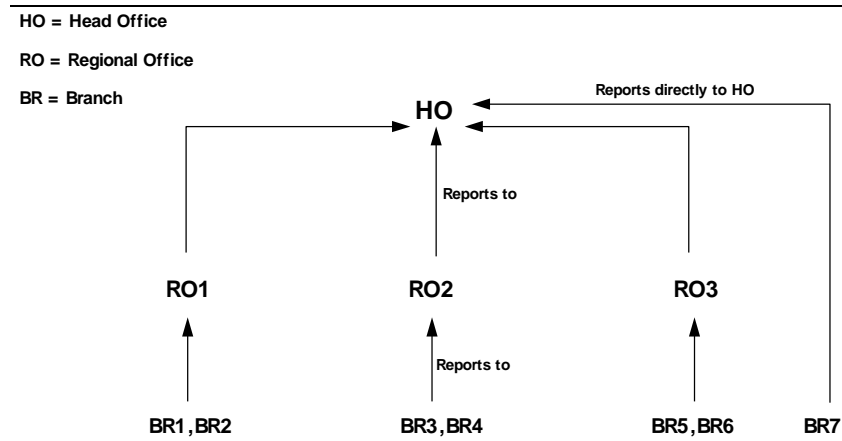 HO = Head Office
RO = Regional Office
BR = Branch
Reports directly to HO
HO
Reports to
RO1 RO2 RO3
Reports to
BR1,BR2 BR3,BR4 BR5,BR6 BR7